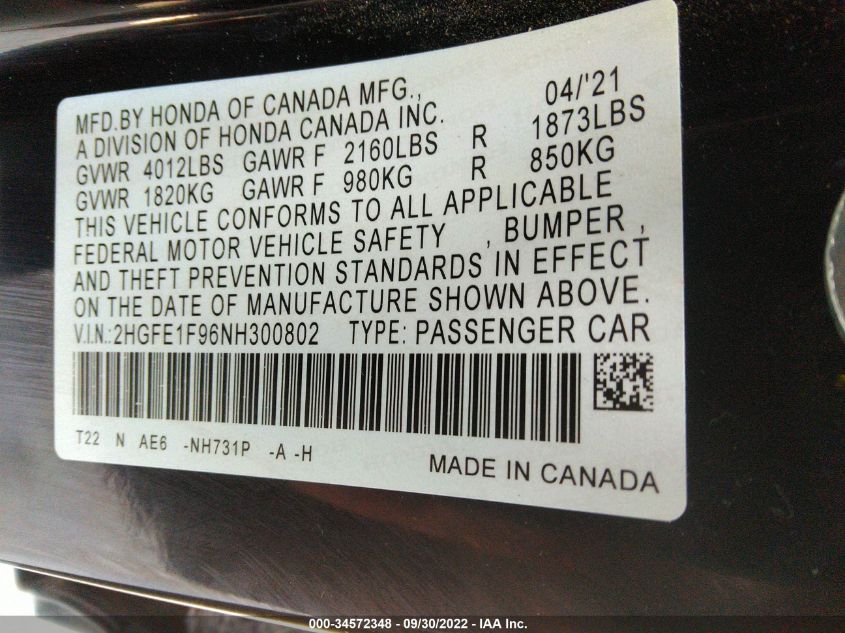 MFD.BY HONDA OF CANADA MFG., 04/'21
A DIVISION OF HONDA CANADA INC.
GVWR 4012LBS GAWR F 2160LBS R 1873LBS
GVWR 1820KG GAWR F 980KG R 850KG
THIS VEHICLE CONFORMS TO ALL APPLICABLE
FEDERAL MOTOR VEHICLE SAFETY , BUMPER ,
AND THEFT PREVENTION STANDARDS IN EFFECT
ON THE DATE OF MANUFACTURE SHOWN ABOVE.
V.I.N.:2HGFE1F96NH300802 TYPE: PASSENGER CAR
T22 N AE6 -NH731P -A -H
MADE IN CANADA
000-34572348 - 09/30/2022 - IAA Inc.